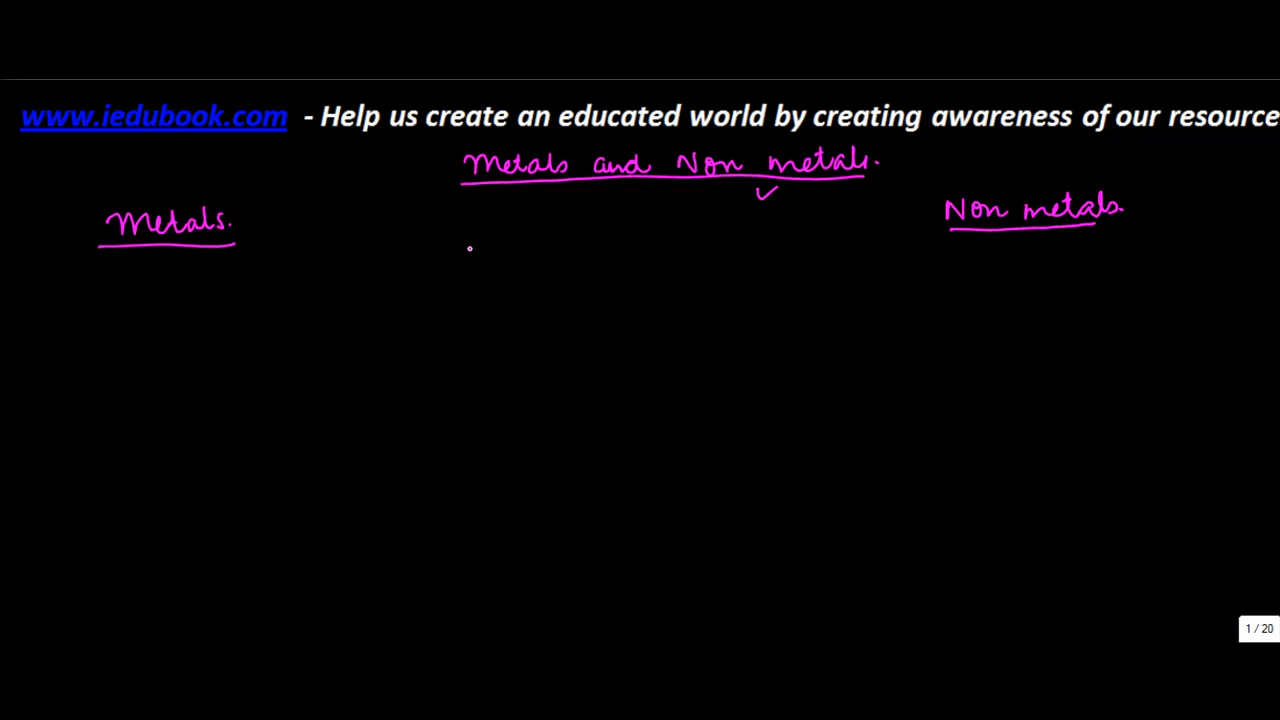 www.iedubook.com - Help us create an educated world by creating awareness of our resource
Metals and Non metals.
Metals.
Non metals.
1 / 20